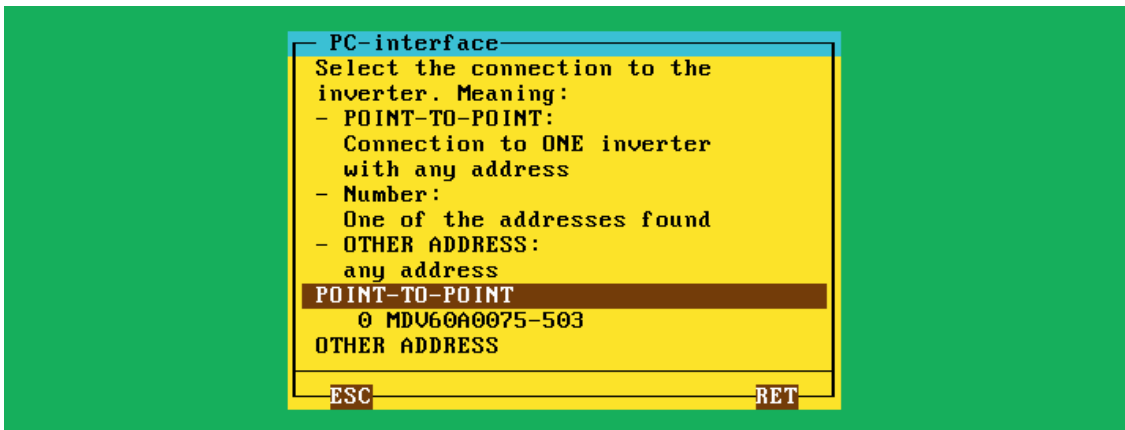 PC-interface
Select the connection to the
inverter. Meaning:
- POINT-TO-POINT:
Connection to ONE inverter
with any address
- Number:
One of the addresses found
- OTHER ADDRESS:
any address
POINT-TO-POINT
0 MDV60A0075-503
OTHER ADDRESS
ESC RET